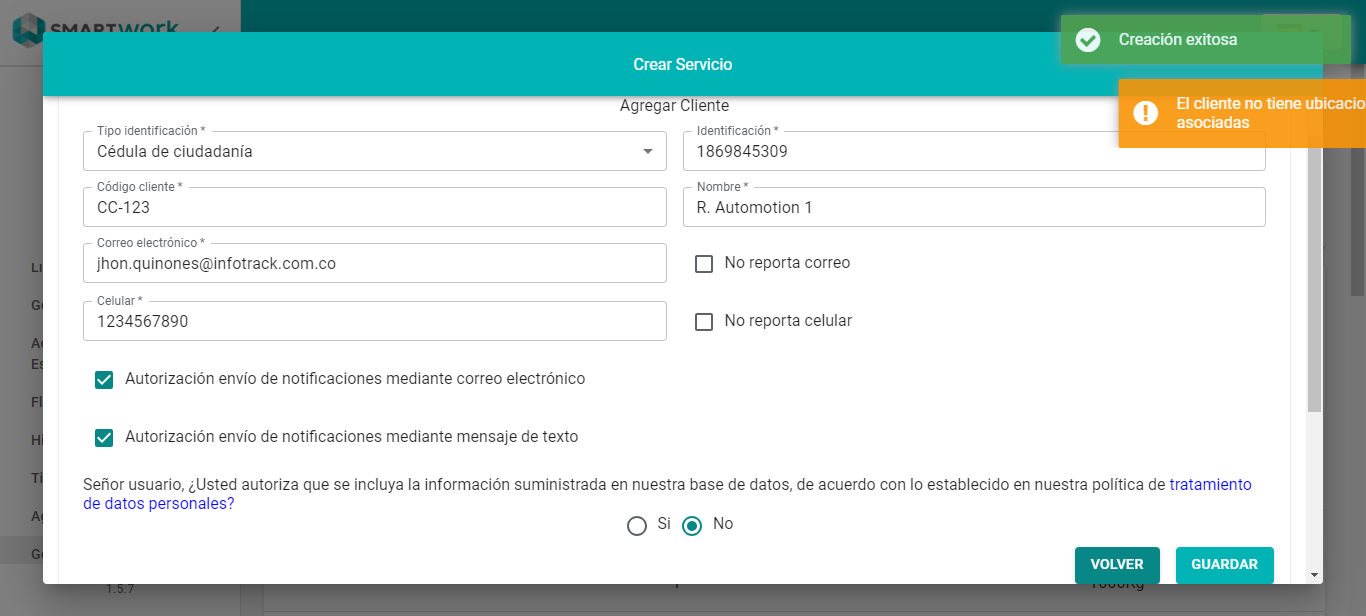 SMARTWORK
Creación exitosa
Crear Servicio
El cliente no tiene ubicacio
asociadas
Agregar Cliente
Tipo identificación *
Cédula de ciudadanía
Identificación *
1869845309
Código cliente *
CC-123
Nombre *
R. Automotion 1
Correo electrónico *
jhon.quinones@infotrack.com.co
No reporta correo
Celular *
1234567890
No reporta celular
Autorización envío de notificaciones mediante correo electrónico
Autorización envío de notificaciones mediante mensaje de texto
Señor usuario, ¿Usted autoriza que se incluya la información suministrada en nuestra base de datos, de acuerdo con lo establecido en nuestra política de tratamiento
de datos personales?
Si
No
VOLVER
GUARDAR
1.5.7